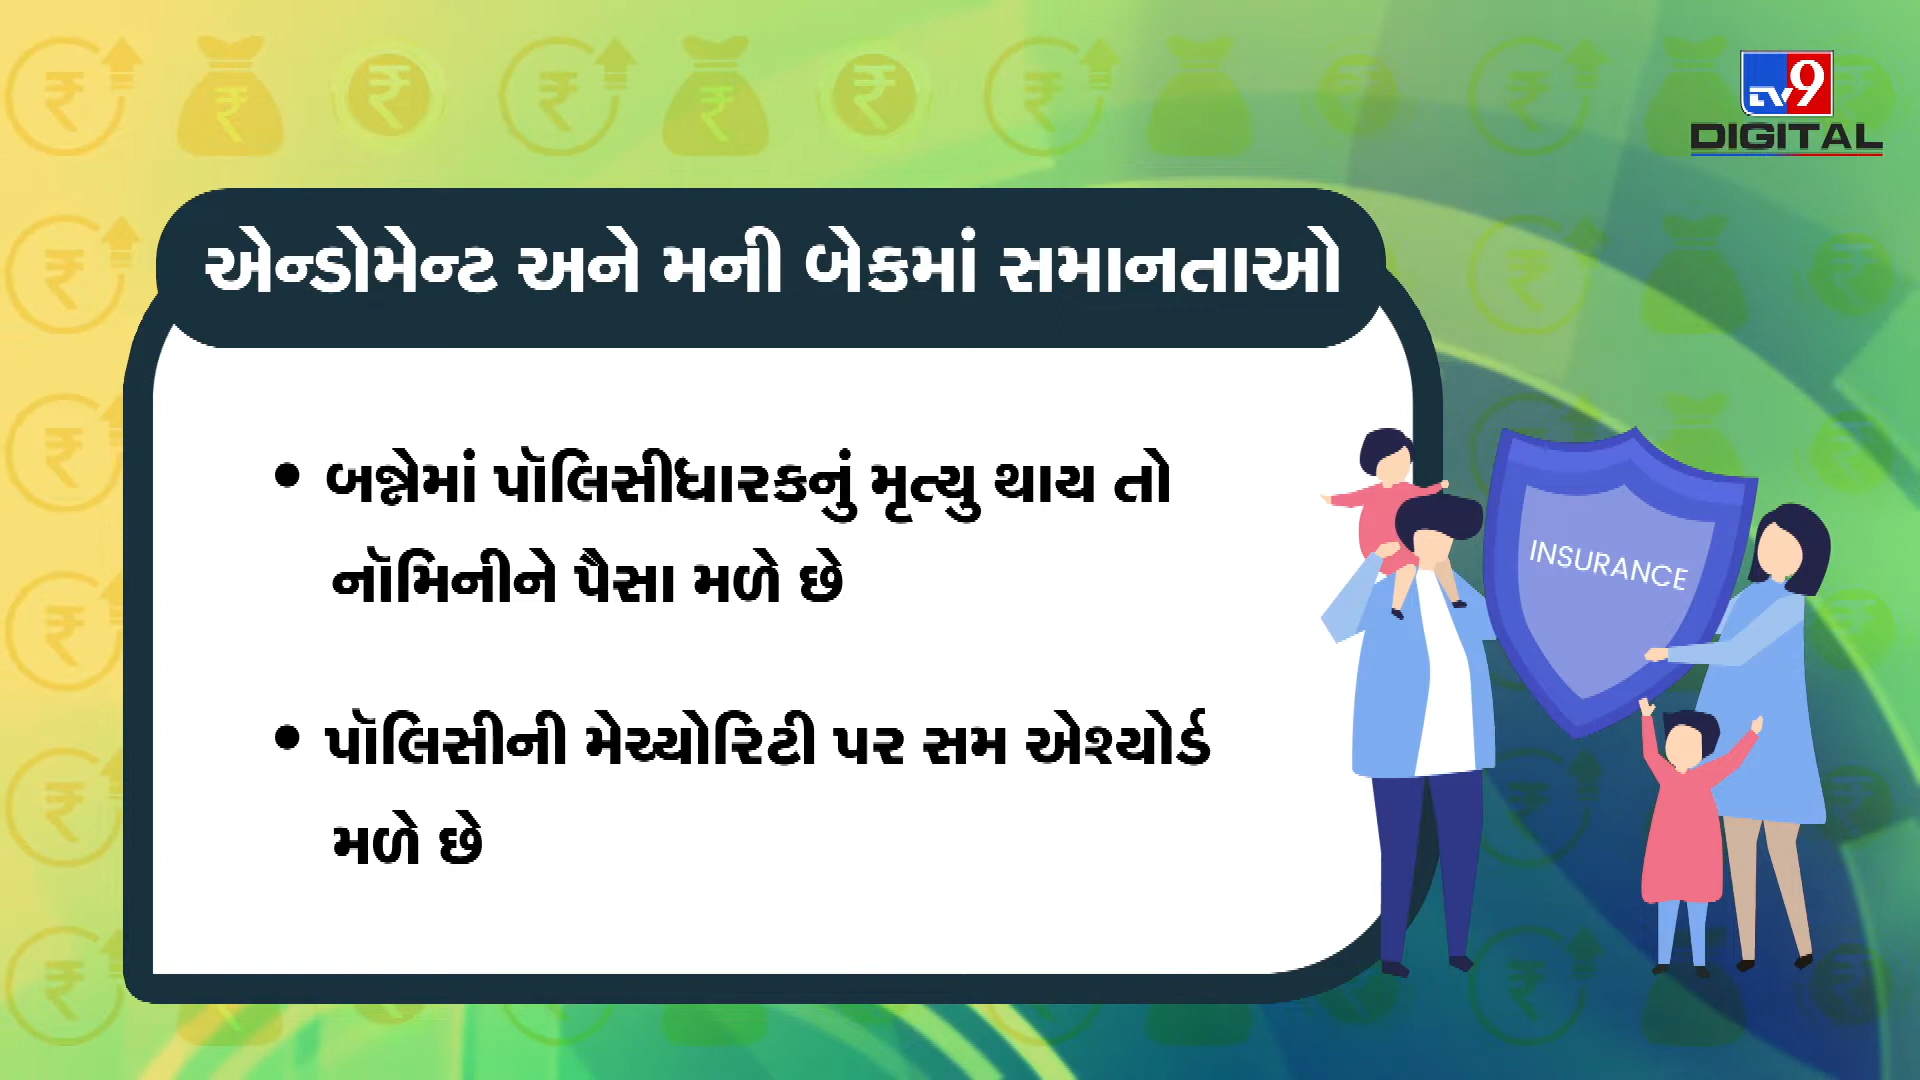 TV9
DIGITAL
એન્ડોમેન્ટ અને મની બેકમાં સમાનતાઓ
• બન્નેમાં પૉલિસીધારકનું મૃત્યુ થાય તો
નૉમિનીને પૈસા મળે છે
• પૉલિસીની મેચ્યોરિટી પર સમ એશ્યોર્ડ
મળે છે
INSURANCE